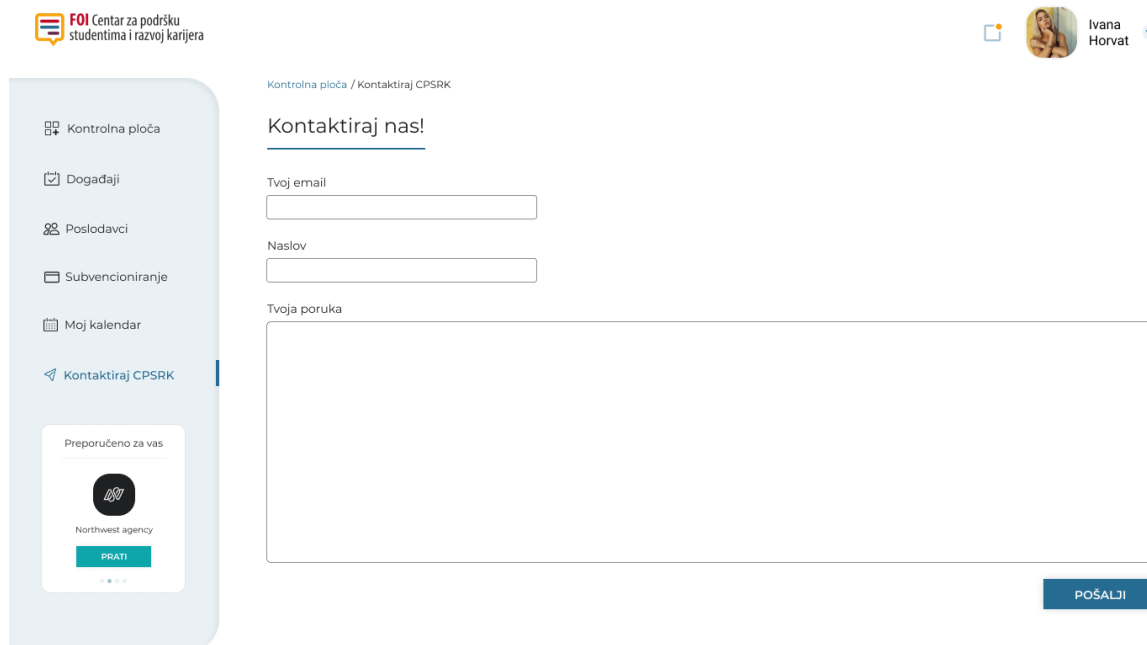 FOI Centar za podršku
studentima i razvoj karijera
Ivana
Horvat
Kontrolna ploča / Kontaktiraj CPSRK
Kontaktiraj nas!
Kontrolna ploča
Događaji
Poslodavci
Subvencioniranje
Moj kalendar
Kontaktiraj CPSRK
Preporučeno za vas
Northwest agency
PRATI
Tvoj email
Naslov
Tvoja poruka
POŠALJI